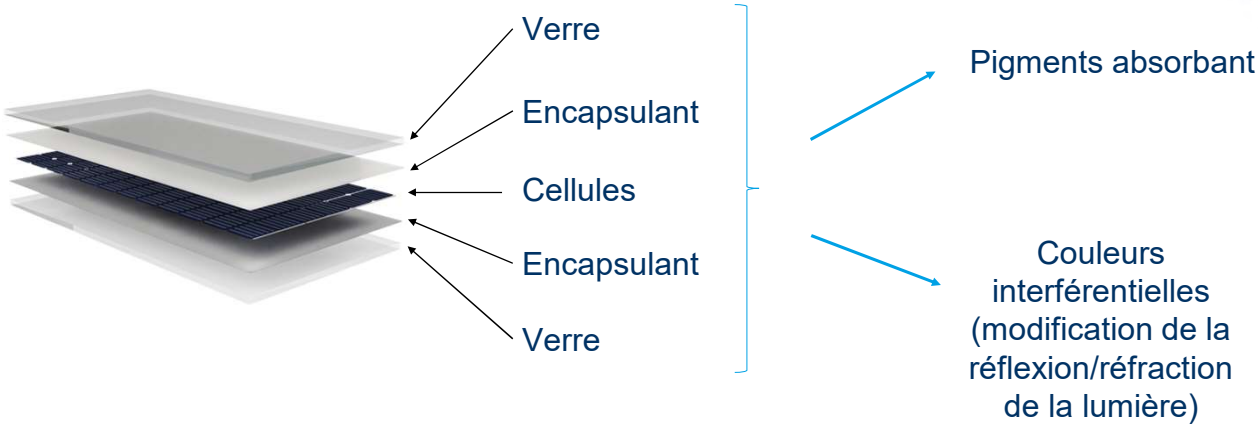 Verre
Encapsulant
Cellules
Encapsulant
Verre
Pigments absorbant
Couleurs
interférentielles
(modification de la
réflexion/réfraction
de la lumière)